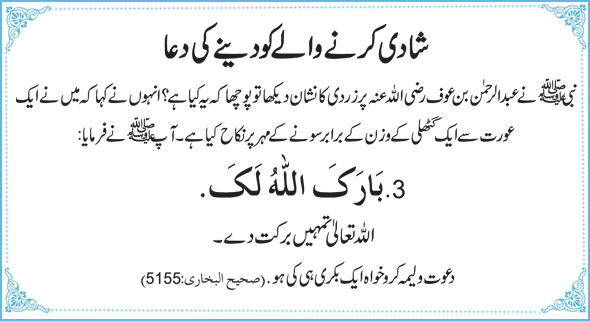 شادی کرنے والے کو دینے کی دعا
نبی ﷺ نے عبدالرحمٰن بن عوف رضی اللہ عنہ پر زردی کا نشان دیکھا تو پوچھا کہ یہ کیا ہے؟ انہوں نے کہا کہ میں نے ایک
عورت سے ایک گٹھلی کے وزن کے برابر سونے کے مہر پر نکاح کیا ہے۔ آپ ﷺ نے فرمایا:
3. بَارَکَ اللّٰهُ لَکَ.
اللہ تعالیٰ تمہیں برکت دے۔
دعوت ولیمہ کرو خواہ ایک بکری ہی کی ہو. (صحیح البخاری:5155)